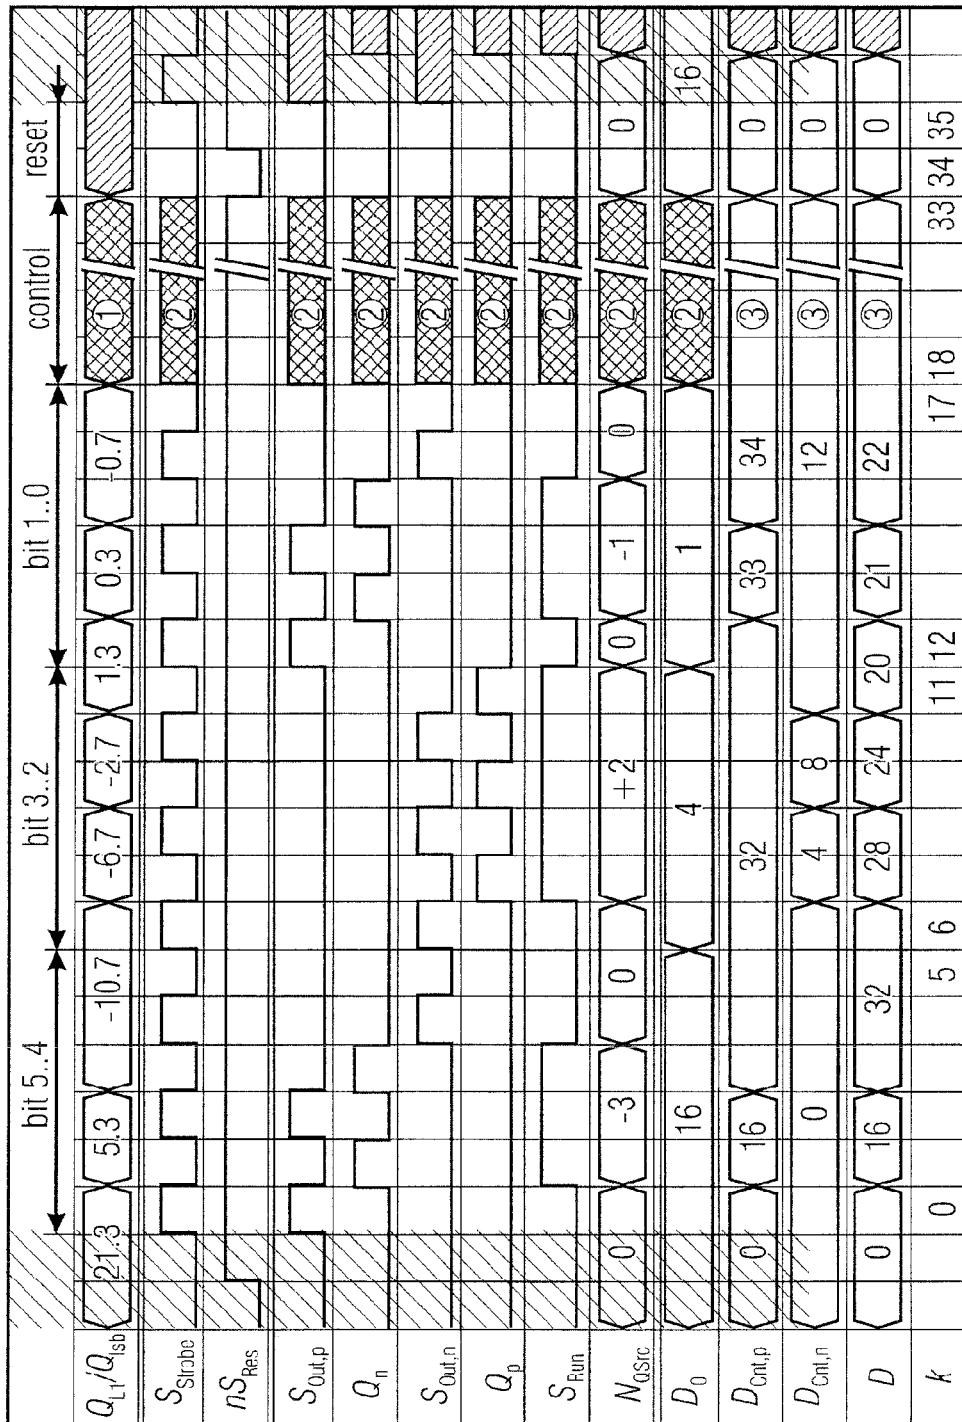 bit 5..4 bit 3..2 bit 1..0 control reset
Q_L1/Q_lsb 21.3 5.3 -10.7 -6.7 -2.7 1.3 0.3 -0.7 ①
S_Strobe ②
nS_Res
S_Out,p ②
Q_n ②
S_Out,n ②
Q_p ②
S_Run ②
N_QSrc 0 -3 0 +2 0 -1 0 ② 0
D_0 16 4 1 ② 16
D_Cnt,p 0 16 32 33 34 ③ 0
D_Cnt,n 0 4 8 12 ③ 0
D 0 16 32 28 24 20 21 22 ③ 0
k 0 5 6 11 12 17 18 33 34 35